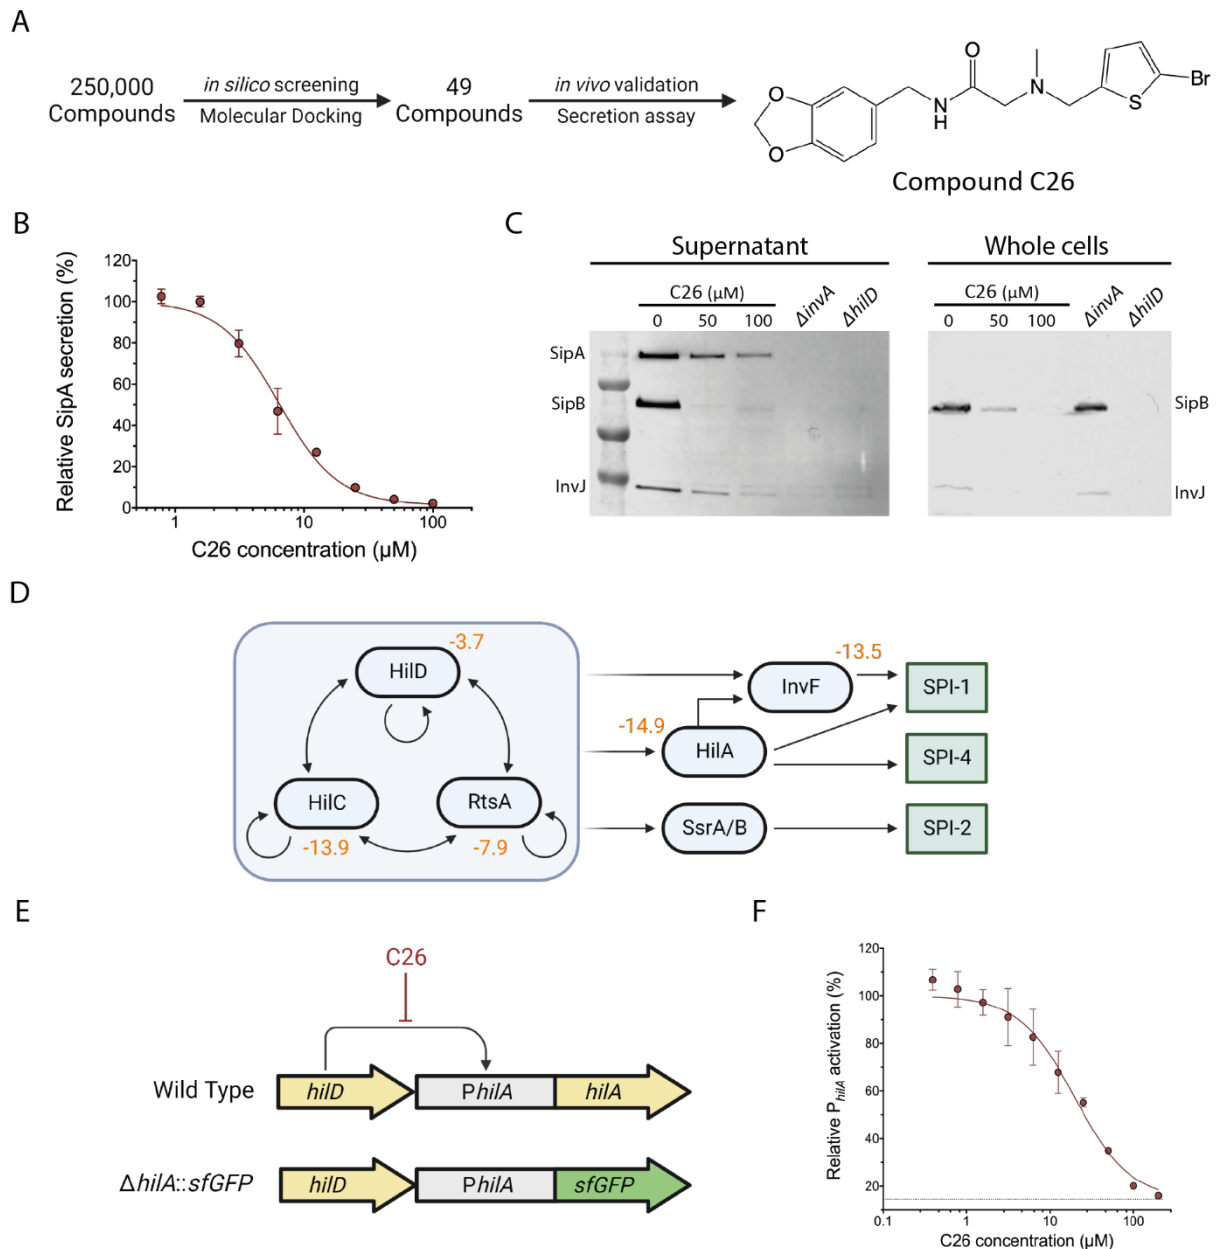 A
250,000
Compounds
in silico screening
Molecular Docking
49
Compounds
in vivo validation
Secretion assay
O
O
O
N
H
N
S
Br
Compound C26
B
Relative SipA secretion (%)
120
100
80
60
40
20
0
1
10
100
C26 concentration (µM)
C
Supernatant
Whole cells
C26 (µM)
0 50 100
ΔinvA
ΔhilD
C26 (µM)
0 50 100
ΔinvA
ΔhilD
SipA
SipB
InvJ
SipB
InvJ
D
HilD
-3.7
HilC
-13.9
RtsA
-7.9
InvF
-13.5
HilA
-14.9
SsrA/B
SPI-1
SPI-4
SPI-2
E
C26
Wild Type
hilD
PhilA
hilA
ΔhilA::sfGFP
hilD
PhilA
sfGFP
F
Relative PhilA activation (%)
120
100
80
60
40
20
0.1
1
10
100
C26 concentration (µM)